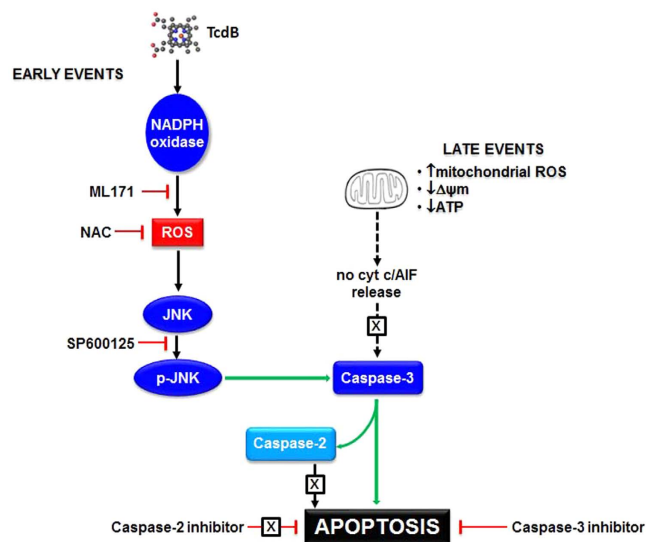 TcdB
EARLY EVENTS
NADPH
oxidase
LATE EVENTS
• ↑mitochondrial ROS
• ↓Δψm
• ↓ATP
ML171
NAC
ROS
no cyt c/AIF
release
JNK
X
SP600125
p-JNK
Caspase-3
Caspase-2
X
Caspase-2 inhibitor
X
APOPTOSIS
Caspase-3 inhibitor